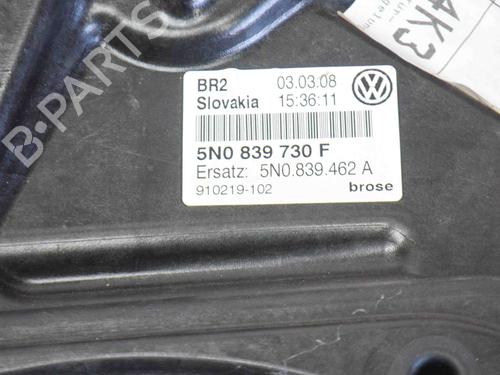 BR2 03.03.08
Slovakia 15:36:11
5N0 839 730 F
Ersatz: 5N0.839.462 A
910219-102 brose
4K3
B-PARTS